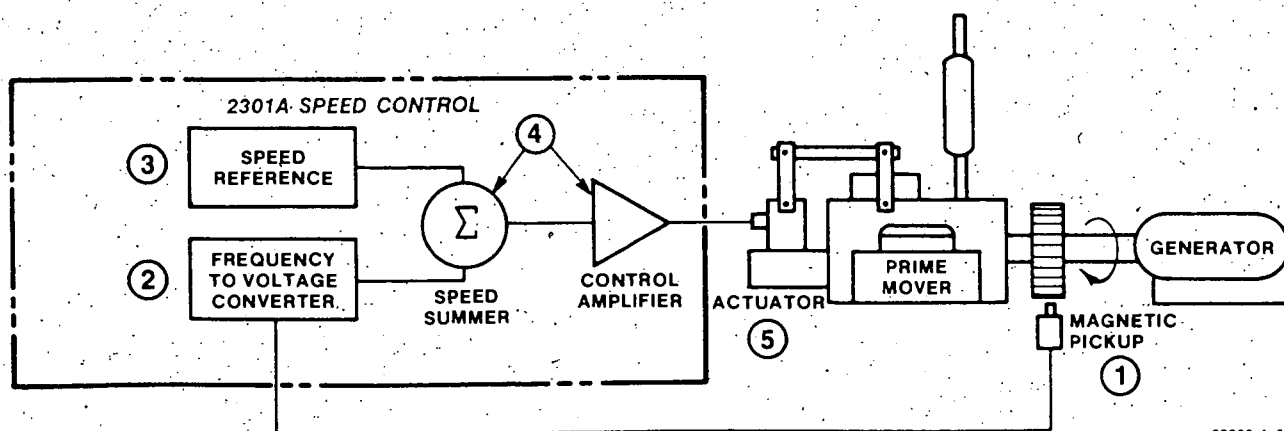 2301A SPEED CONTROL
4
3
SPEED
REFERENCE
Σ
2
FREQUENCY
TO VOLTAGE
CONVERTER
SPEED
SUMMER
CONTROL
AMPLIFIER
ACTUATOR
5
PRIME
MOVER
GENERATOR
MAGNETIC
PICKUP
1